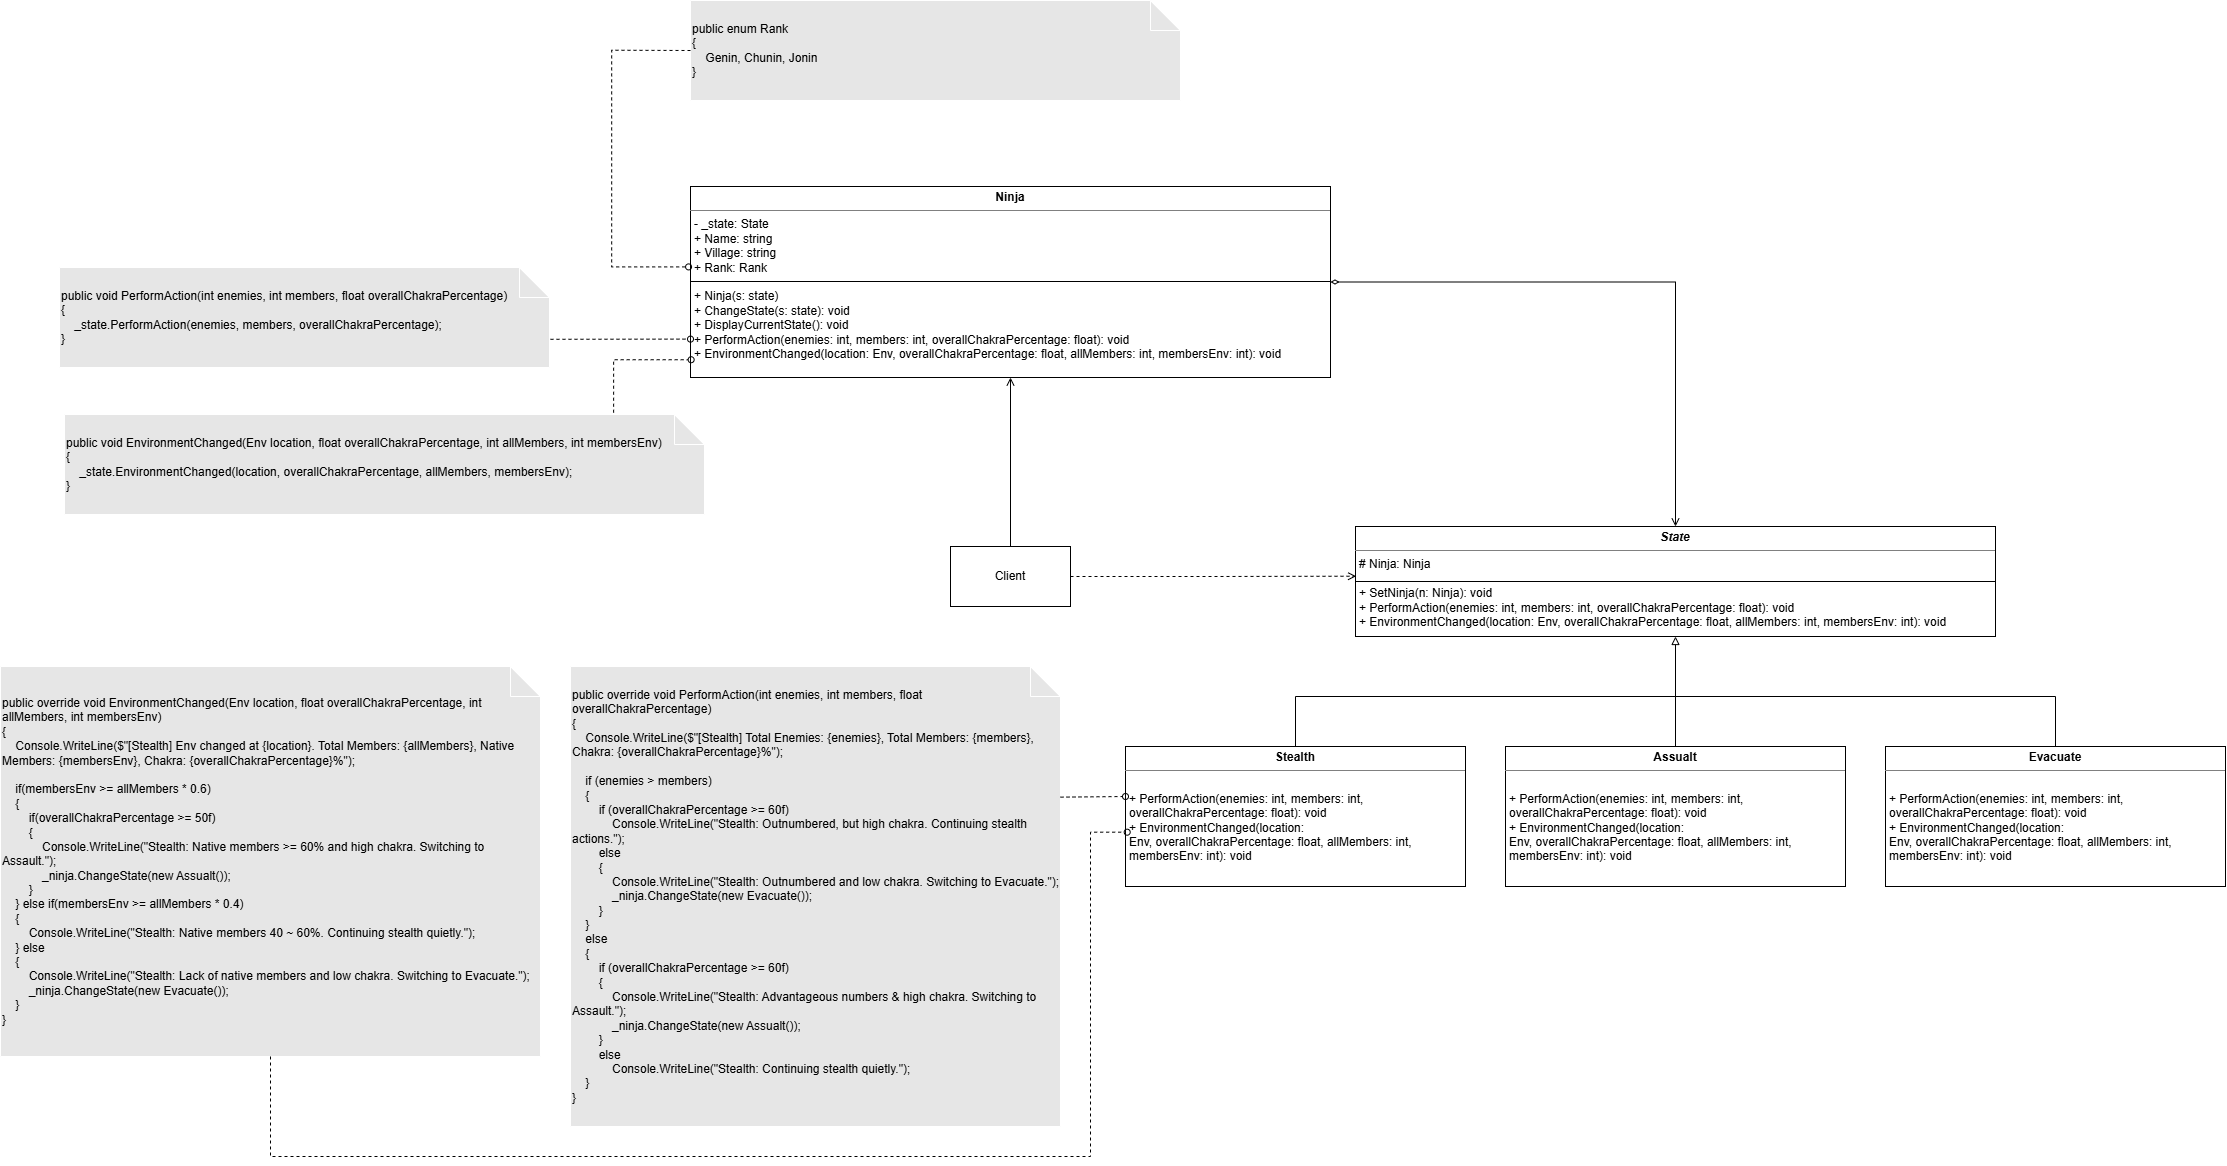 public enum Rank
{
    Genin, Chunin, Jonin
}
Ninja
- _state: State
+ Name: string
+ Village: string
+ Rank: Rank
+ Ninja(s: state)
+ ChangeState(s: state): void
+ DisplayCurrentState(): void
+ PerformAction(enemies: int, members: int, overallChakraPercentage: float): void
+ EnvironmentChanged(location: Env, overallChakraPercentage: float, allMembers: int, membersEnv: int): void
public void PerformAction(int enemies, int members, float overallChakraPercentage)
{
    _state.PerformAction(enemies, members, overallChakraPercentage);
}
public void EnvironmentChanged(Env location, float overallChakraPercentage, int allMembers, int membersEnv)
{
    _state.EnvironmentChanged(location, overallChakraPercentage, allMembers, membersEnv);
}
Client
State
# Ninja: Ninja
+ SetNinja(n: Ninja): void
+ PerformAction(enemies: int, members: int, overallChakraPercentage: float): void
+ EnvironmentChanged(location: Env, overallChakraPercentage: float, allMembers: int, membersEnv: int): void
public override void EnvironmentChanged(Env location, float overallChakraPercentage, int
allMembers, int membersEnv)
{
    Console.WriteLine($"[Stealth] Env changed at {location}. Total Members: {allMembers}, Native
Members: {membersEnv}, Chakra: {overallChakraPercentage}%");
    if(membersEnv >= allMembers * 0.6)
    {
        if(overallChakraPercentage >= 50f)
        {
            Console.WriteLine("Stealth: Native members >= 60% and high chakra. Switching to
Assault.");
            _ninja.ChangeState(new Assualt());
        }
    } else if(membersEnv >= allMembers * 0.4)
    {
        Console.WriteLine("Stealth: Native members 40 ~ 60%. Continuing stealth quietly.");
    } else
    {
        Console.WriteLine("Stealth: Lack of native members and low chakra. Switching to Evacuate.");
        _ninja.ChangeState(new Evacuate());
    }
}
public override void PerformAction(int enemies, int members, float
overallChakraPercentage)
{
    Console.WriteLine($"[Stealth] Total Enemies: {enemies}, Total Members: {members},
Chakra: {overallChakraPercentage}%");
    if (enemies > members)
    {
        if (overallChakraPercentage >= 60f)
            Console.WriteLine("Stealth: Outnumbered, but high chakra. Continuing stealth
actions.");
        else
        {
            Console.WriteLine("Stealth: Outnumbered and low chakra. Switching to Evacuate.");
            _ninja.ChangeState(new Evacuate());
        }
    }
    else
    {
        if (overallChakraPercentage >= 60f)
        {
            Console.WriteLine("Stealth: Advantageous numbers & high chakra. Switching to
Assault.");
            _ninja.ChangeState(new Assualt());
        }
        else
            Console.WriteLine("Stealth: Continuing stealth quietly.");
    }
}
Stealth
+ PerformAction(enemies: int, members: int,
overallChakraPercentage: float): void
+ EnvironmentChanged(location:
Env, overallChakraPercentage: float, allMembers: int,
membersEnv: int): void
Assualt
+ PerformAction(enemies: int, members: int,
overallChakraPercentage: float): void
+ EnvironmentChanged(location:
Env, overallChakraPercentage: float, allMembers: int,
membersEnv: int): void
Evacuate
+ PerformAction(enemies: int, members: int,
overallChakraPercentage: float): void
+ EnvironmentChanged(location:
Env, overallChakraPercentage: float, allMembers: int,
membersEnv: int): void